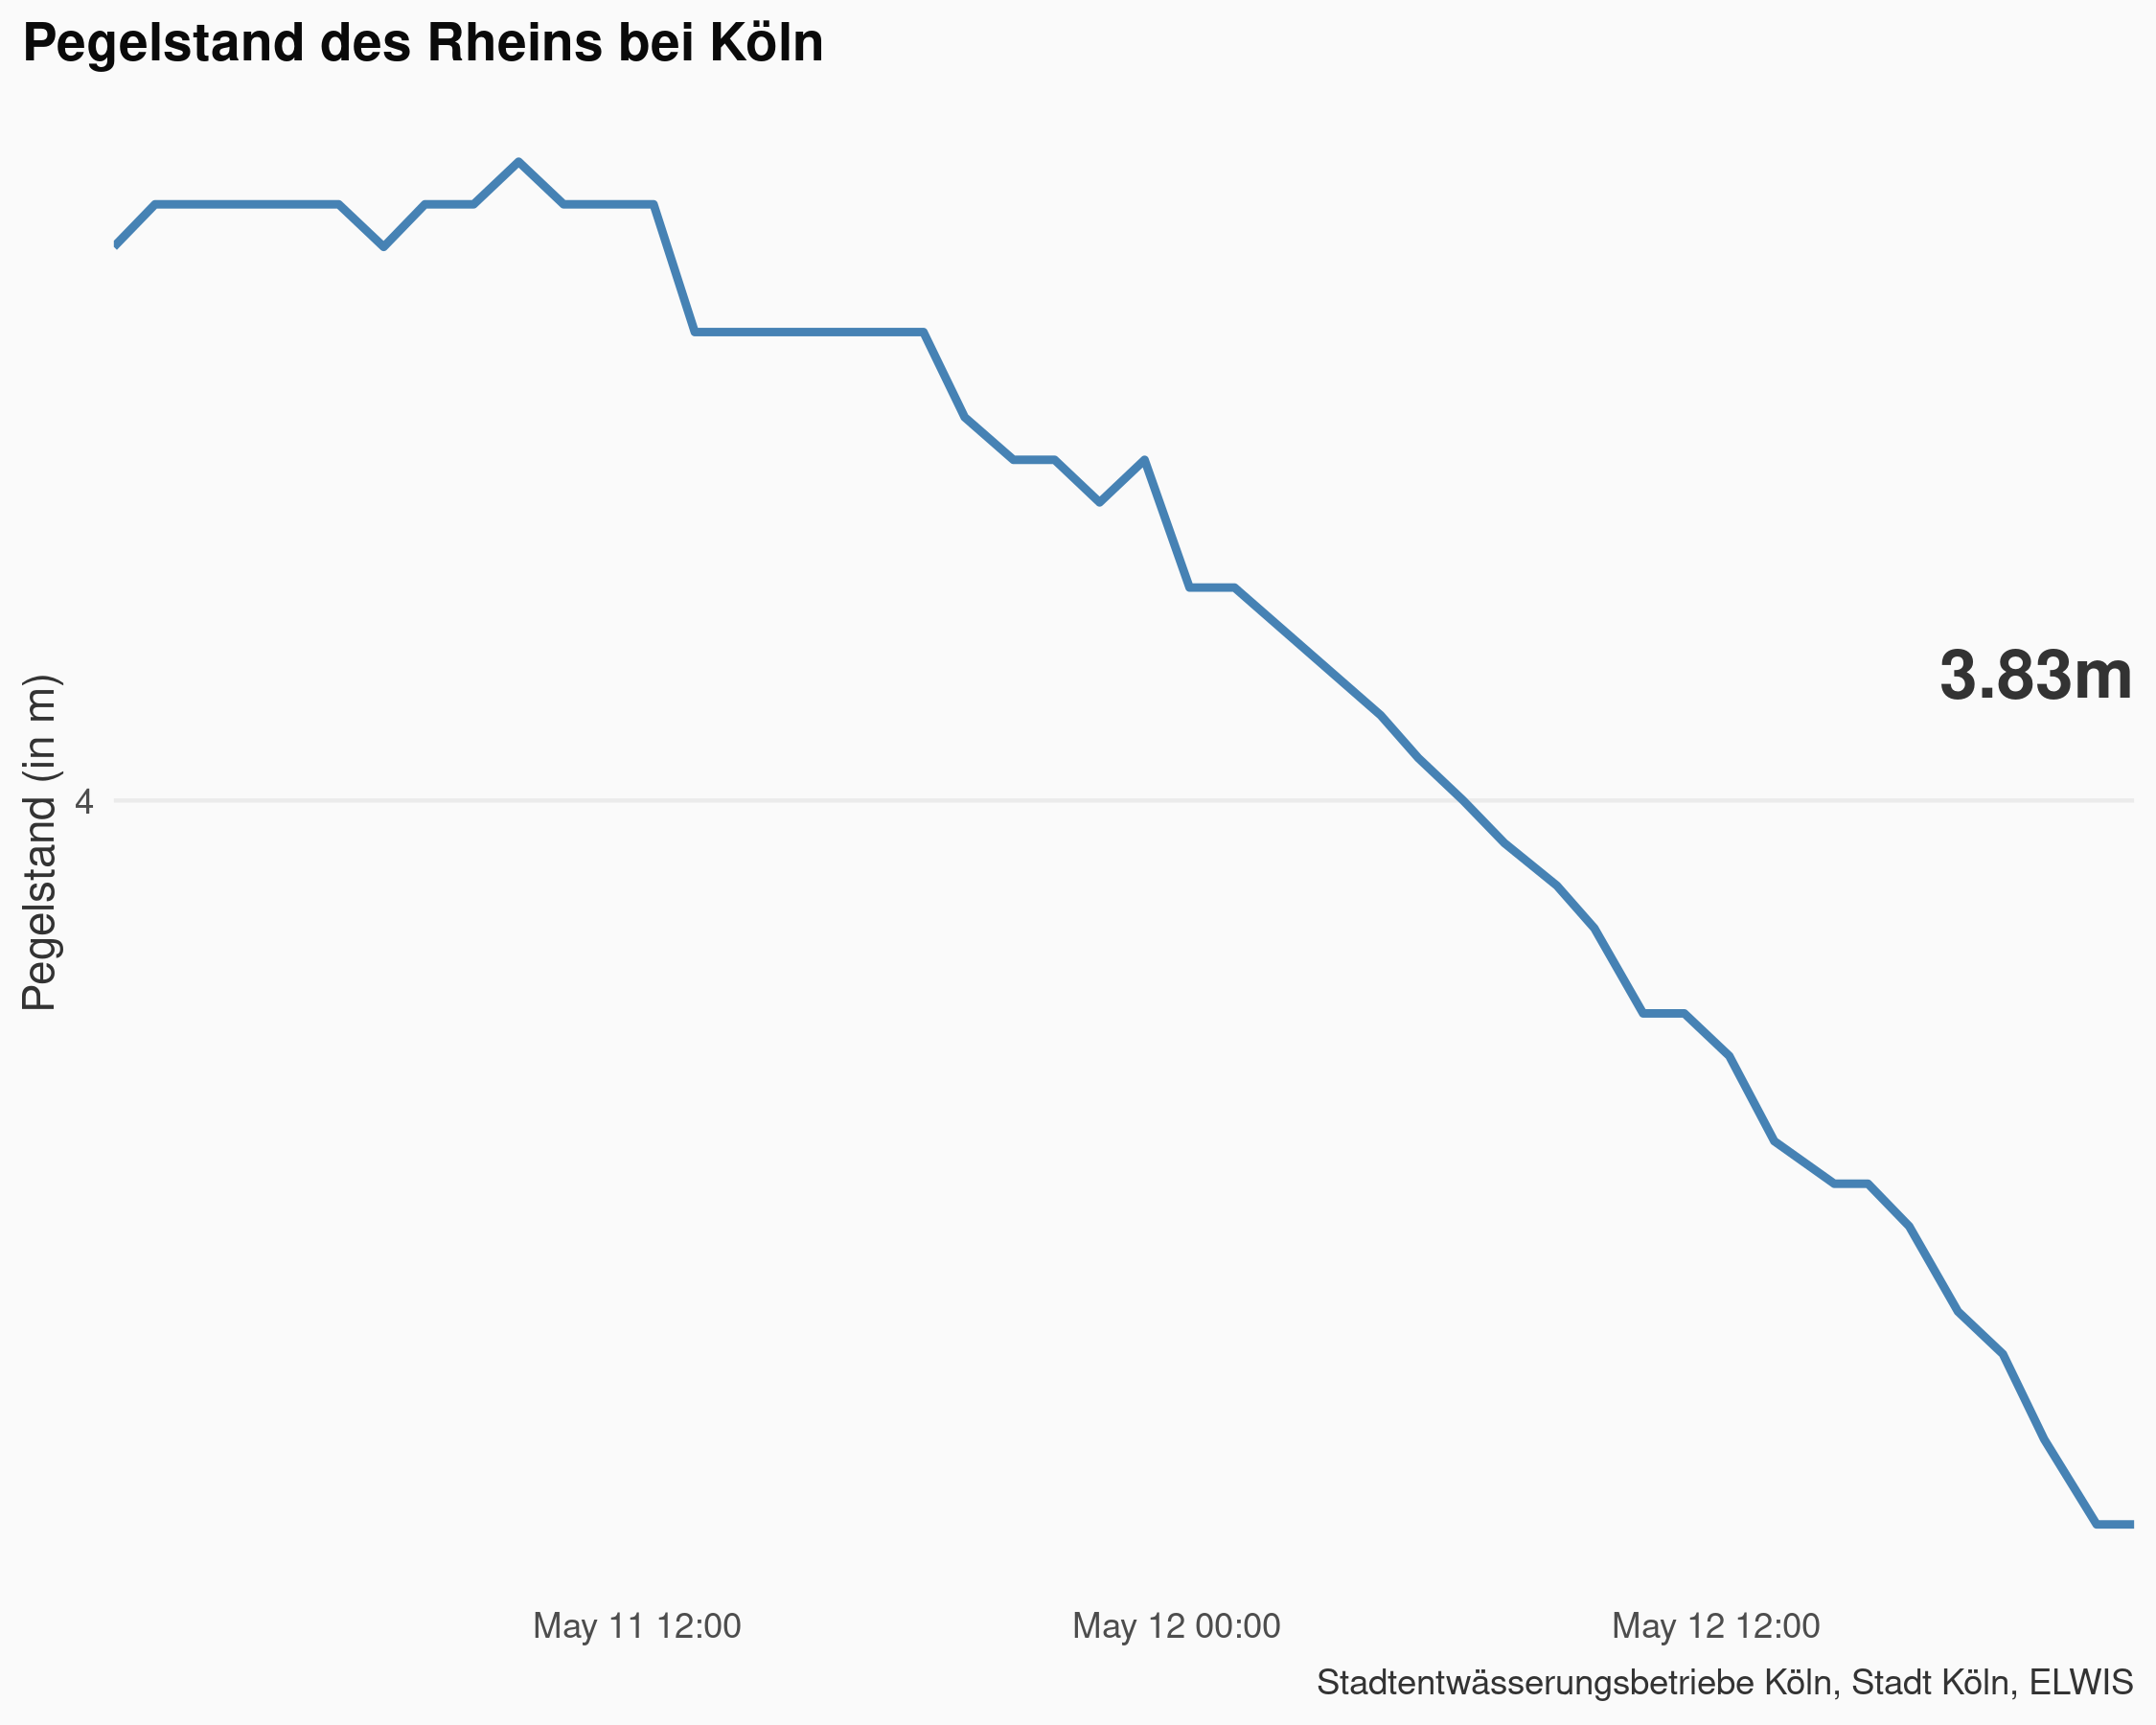 Pegelstand des Rheins bei Köln
3.83m
Pegelstand (in m)
4
May 11 12:00
May 12 00:00
May 12 12:00
Stadtentwässerungsbetriebe Köln, Stadt Köln, ELWIS